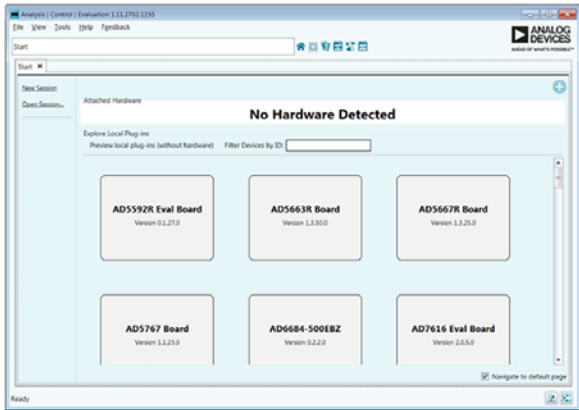 Analysis | Control | Evaluation 1.11.2702.1155
File View Tools Help Feedback
ANALOG
DEVICES
AHEAD OF WHAT'S POSSIBLE™
Start
Start
New Session
Open Session...
Attached Hardware
No Hardware Detected
Explore Local Plug-ins
Preview local plug-ins (without hardware) Filter Devices by ID:
AD5592R Eval Board
Version 0.1.27.0
AD5663R Board
Version 1.3.50.0
AD5667R Board
Version 1.3.25.0
AD5767 Board
Version 1.1.23.0
AD6684-500EBZ
Version 0.2.2.0
AD7616 Eval Board
Version 2.0.5.0
Navigate to default page
Ready